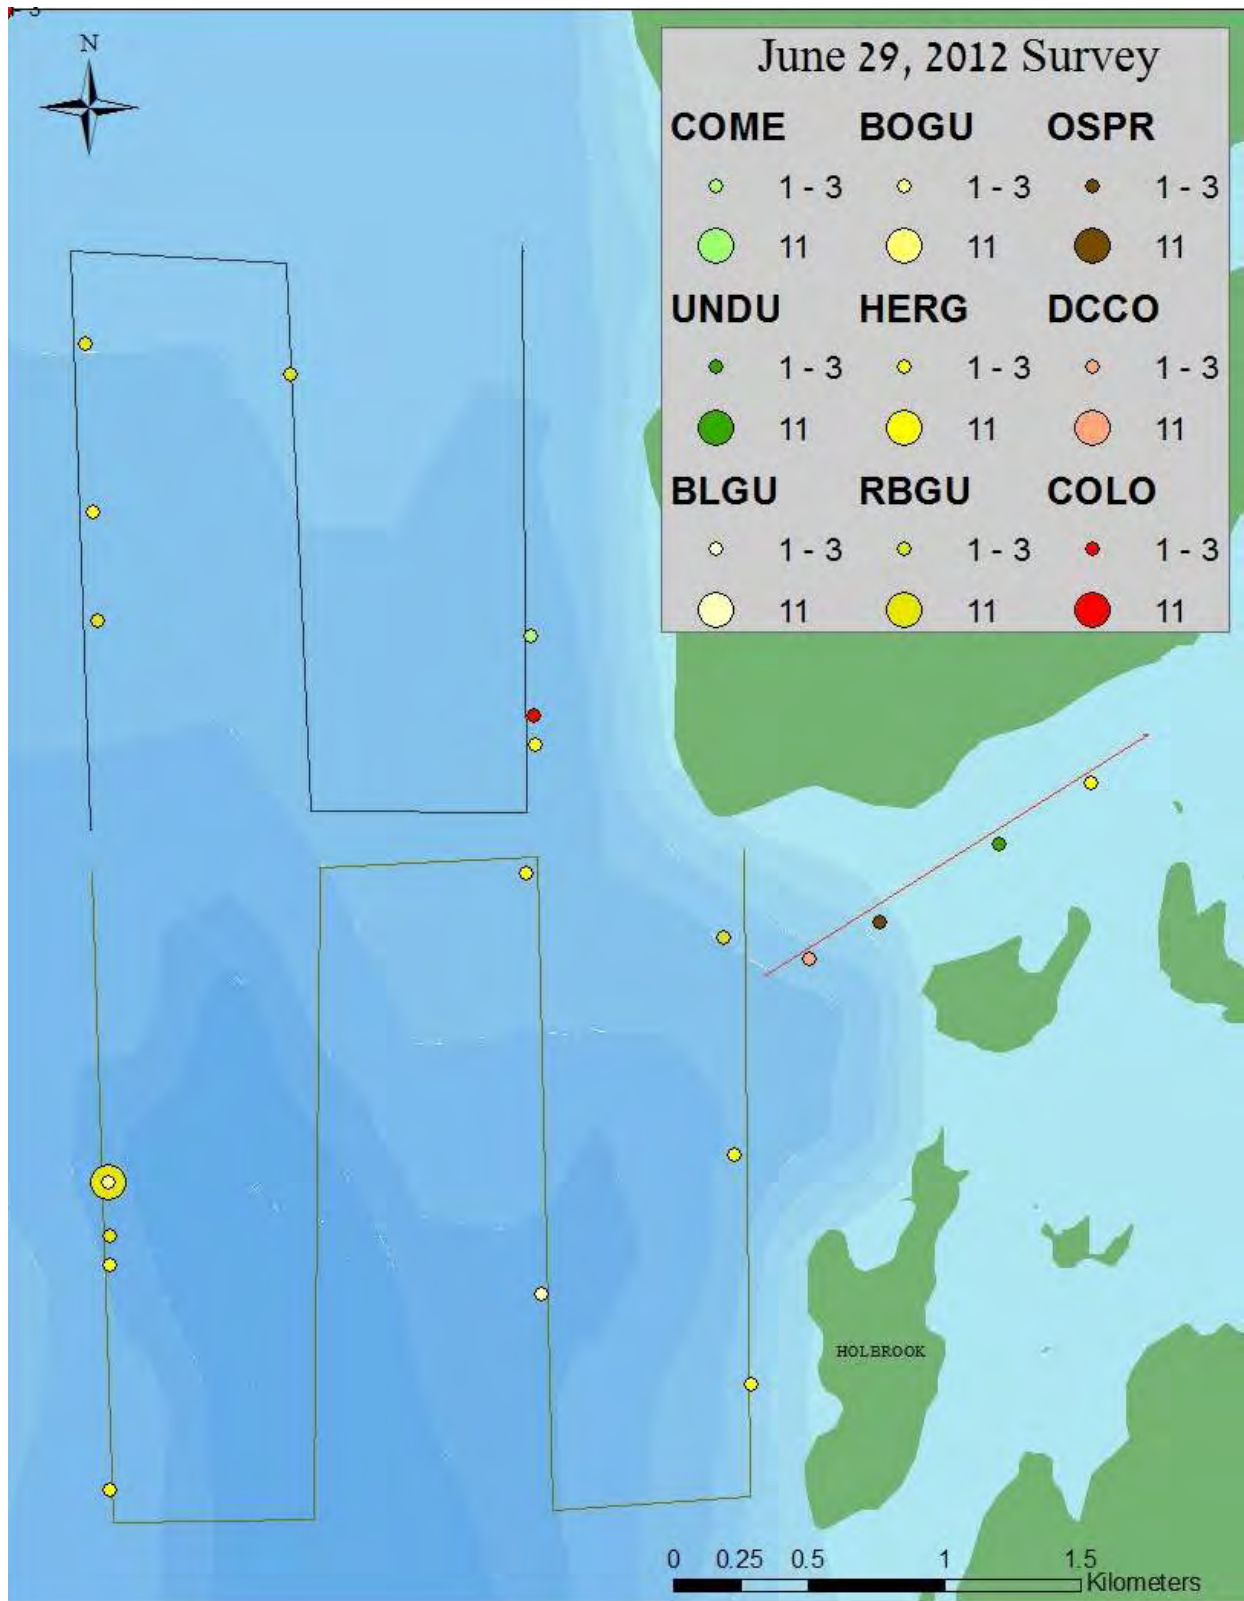 - 3
N
June 29, 2012 Survey
COME BOGU OSPR
1 - 3 1 - 3 1 - 3
11 11 11
UNDU HERG DCCO
1 - 3 1 - 3 1 - 3
11 11 11
BLGU RBGU COLO
1 - 3 1 - 3 1 - 3
11 11 11
HOLBROOK
0 0.25 0.5 1 1.5
Kilometers